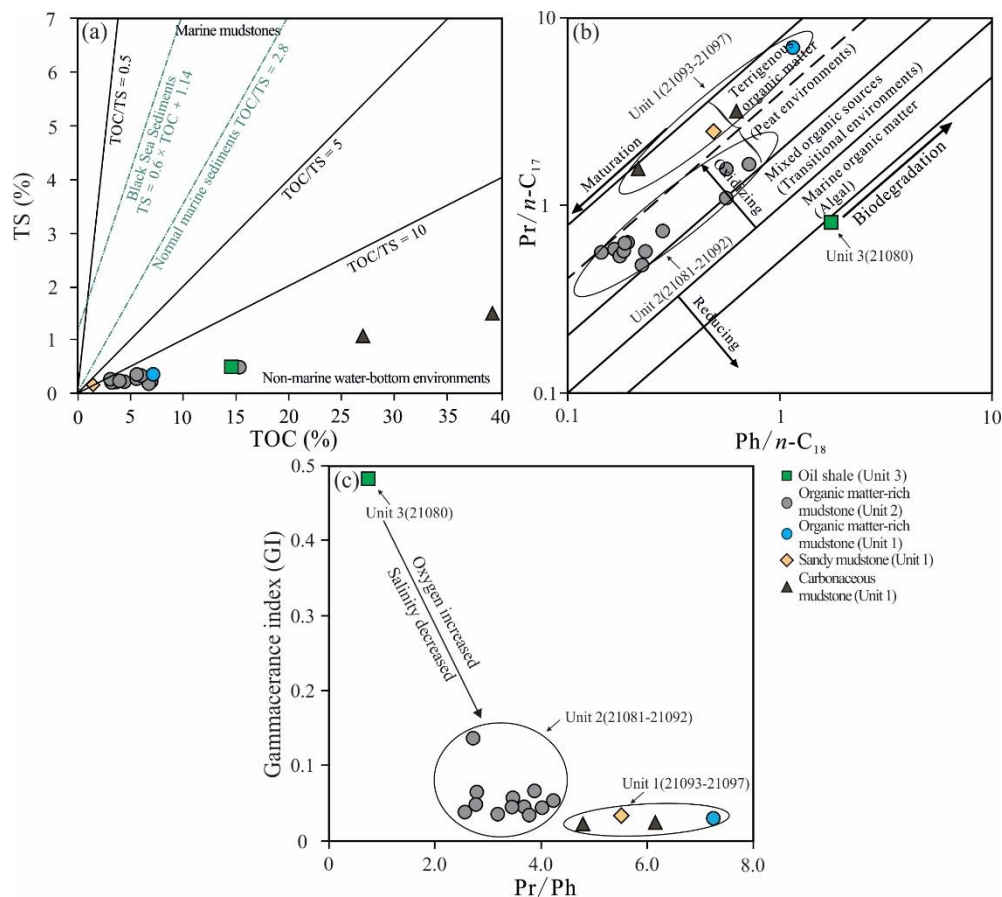 (a)
Marine mudstones
TOC/TS = 0.5
Black Sea Sediments
TS = 0.6 × TOC + 1.14
Normal marine sediments TOC/TS = 2.8
TOC/TS = 5
TOC/TS = 10
Non-marine water-bottom environments
TS (%)
7
6
5
4
3
2
1
0
0
5
10
15
20
25
30
35
40
TOC (%)
(b)
Unit 1(21093-21097)
Terrigenous
organic matter
(Peat environments)
Mixed organic sources
(Transitional environments)
Marine organic matter
(Algal)
Maturation
Oxidizing
Biodegradation
Unit 3(21080)
Unit 2(21081-21092)
Reducing
Pr/n-C17
10
1
0.1
0.1
1
10
Ph/n-C18
(c)
Unit 3(21080)
Oxygen increased
Salinity decreased
Unit 2(21081-21092)
Unit 1(21093-21097)
Gammacerance index (GI)
0.5
0.4
0.3
0.2
0.1
0
2.0
4.0
6.0
8.0
Pr/Ph
Oil shale (Unit 3)
Organic matter-rich
mudstone (Unit 2)
Organic matter-rich
mudstone (Unit 1)
Sandy mudstone (Unit 1)
Carbonaceous
mudstone (Unit 1)